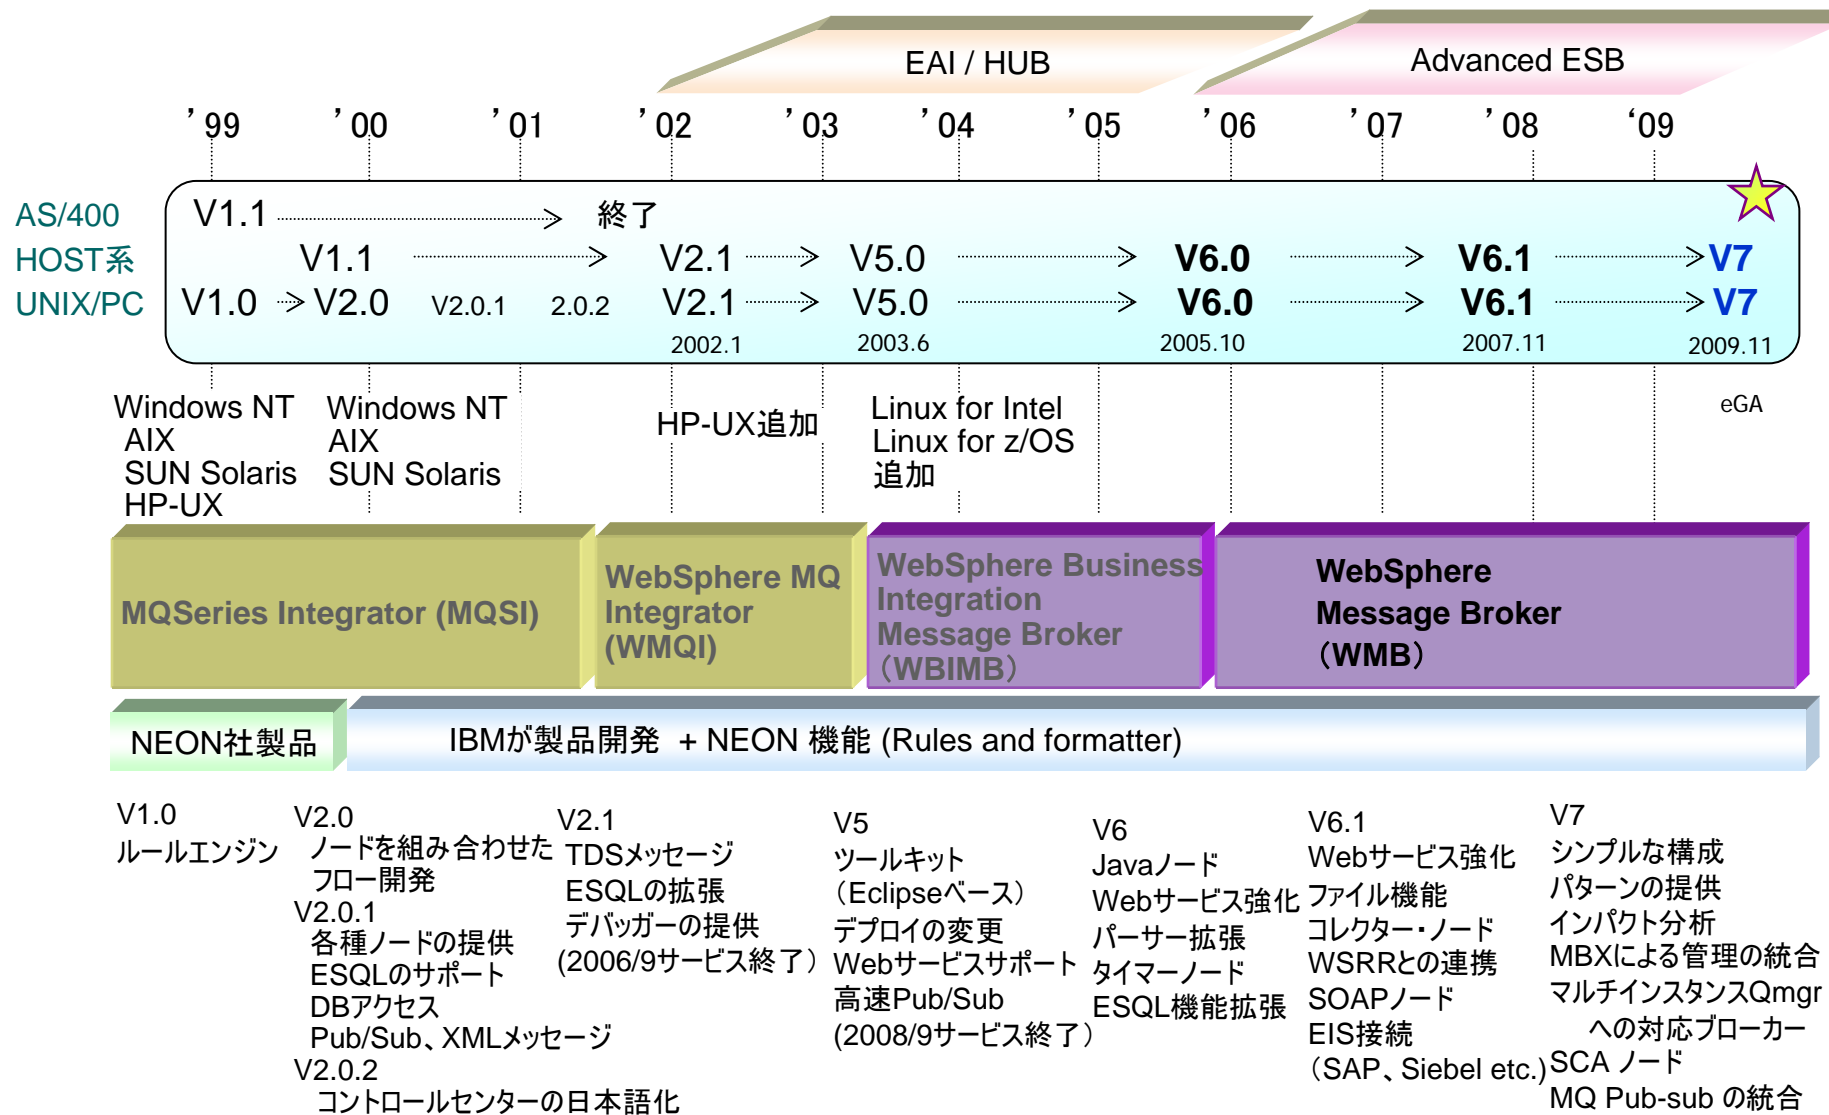 EAI / HUB
Advanced ESB
’99 ’00 ’01 ’02 ’03 ’04 ’05 ’06 ’07 ’08 ‘09
AS/400 V1.1 終了
HOST系 V1.1 V2.1 V5.0 V6.0 V6.1 V7
UNIX/PC V1.0 V2.0 V2.0.1 2.0.2 V2.1 V5.0 V6.0 V6.1 V7
2002.1 2003.6 2005.10 2007.11 2009.11
eGA
Windows NT
AIX
SUN Solaris
HP-UX
Windows NT
AIX
SUN Solaris
HP-UX追加
Linux for Intel
Linux for z/OS
追加
MQSeries Integrator (MQSI)
WebSphere MQ
Integrator
(WMQI)
WebSphere Business
Integration
Message Broker
（WBIMB）
WebSphere
Message Broker
（WMB）
NEON社製品
IBMが製品開発 + NEON 機能 (Rules and formatter)
V1.0
ルールエンジン
V2.0
ノードを組み合わせた
フロー開発
V2.0.1
各種ノードの提供
ESQLのサポート
DBアクセス
Pub/Sub、XMLメッセージ
V2.0.2
コントロールセンターの日本語化
V2.1
TDSメッセージ
ESQLの拡張
デバッガーの提供
(2006/9サービス終了）
V5
ツールキット
（Eclipseベース）
デプロイの変更
Webサービスサポート
高速Pub/Sub
(2008/9サービス終了）
V6
Javaノード
Webサービス強化
パーサー拡張
タイマーノード
ESQL機能拡張
V6.1
Webサービス強化
ファイル機能
コレクター・ノード
WSRRとの連携
SOAPノード
EIS接続
（SAP、Siebel etc.)
V7
シンプルな構成
パターンの提供
インパクト分析
MBXによる管理の統合
マルチインスタンスQmgr
への対応ブローカー
SCA ノード
MQ Pub-sub の統合